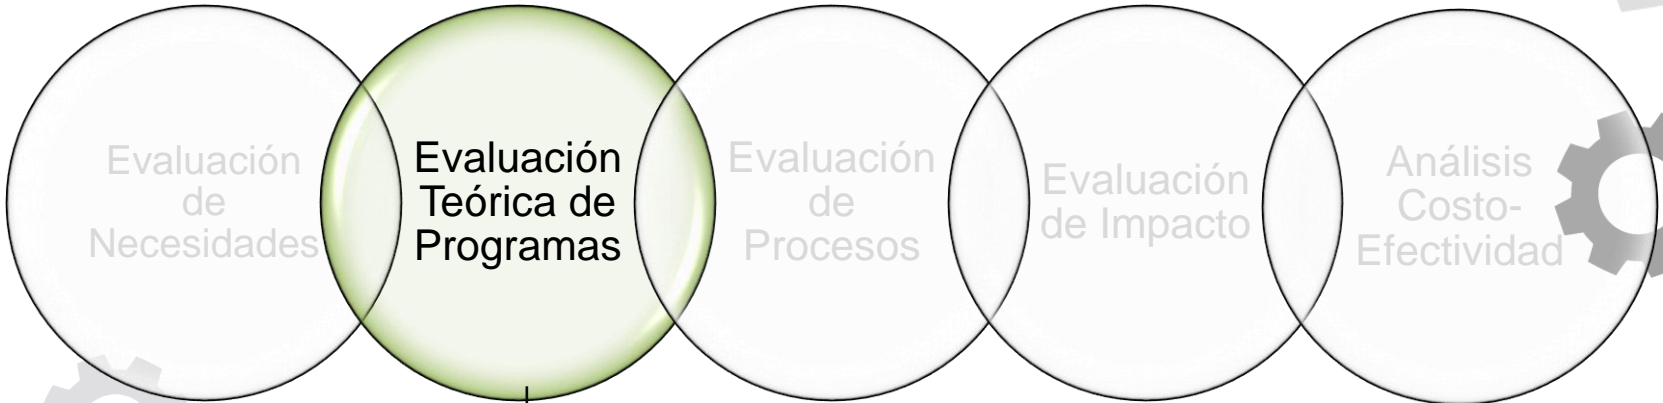 Evaluación
de
Necesidades
Evaluación
Teórica de
Programas
Evaluación
de
Procesos
Evaluación
de Impacto
Análisis
Costo-
Efectividad